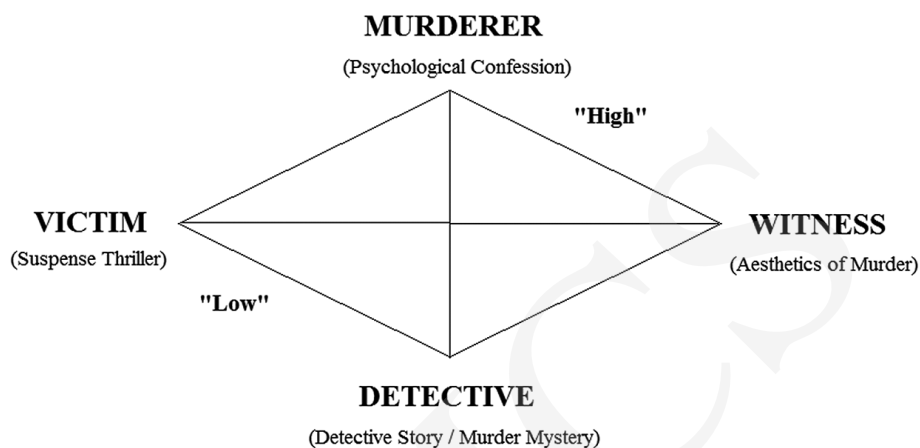 MURDERER
(Psychological Confession)
"High"
VICTIM
(Suspense Thriller)
WITNESS
(Aesthetics of Murder)
"Low"
DETECTIVE
(Detective Story / Murder Mystery)